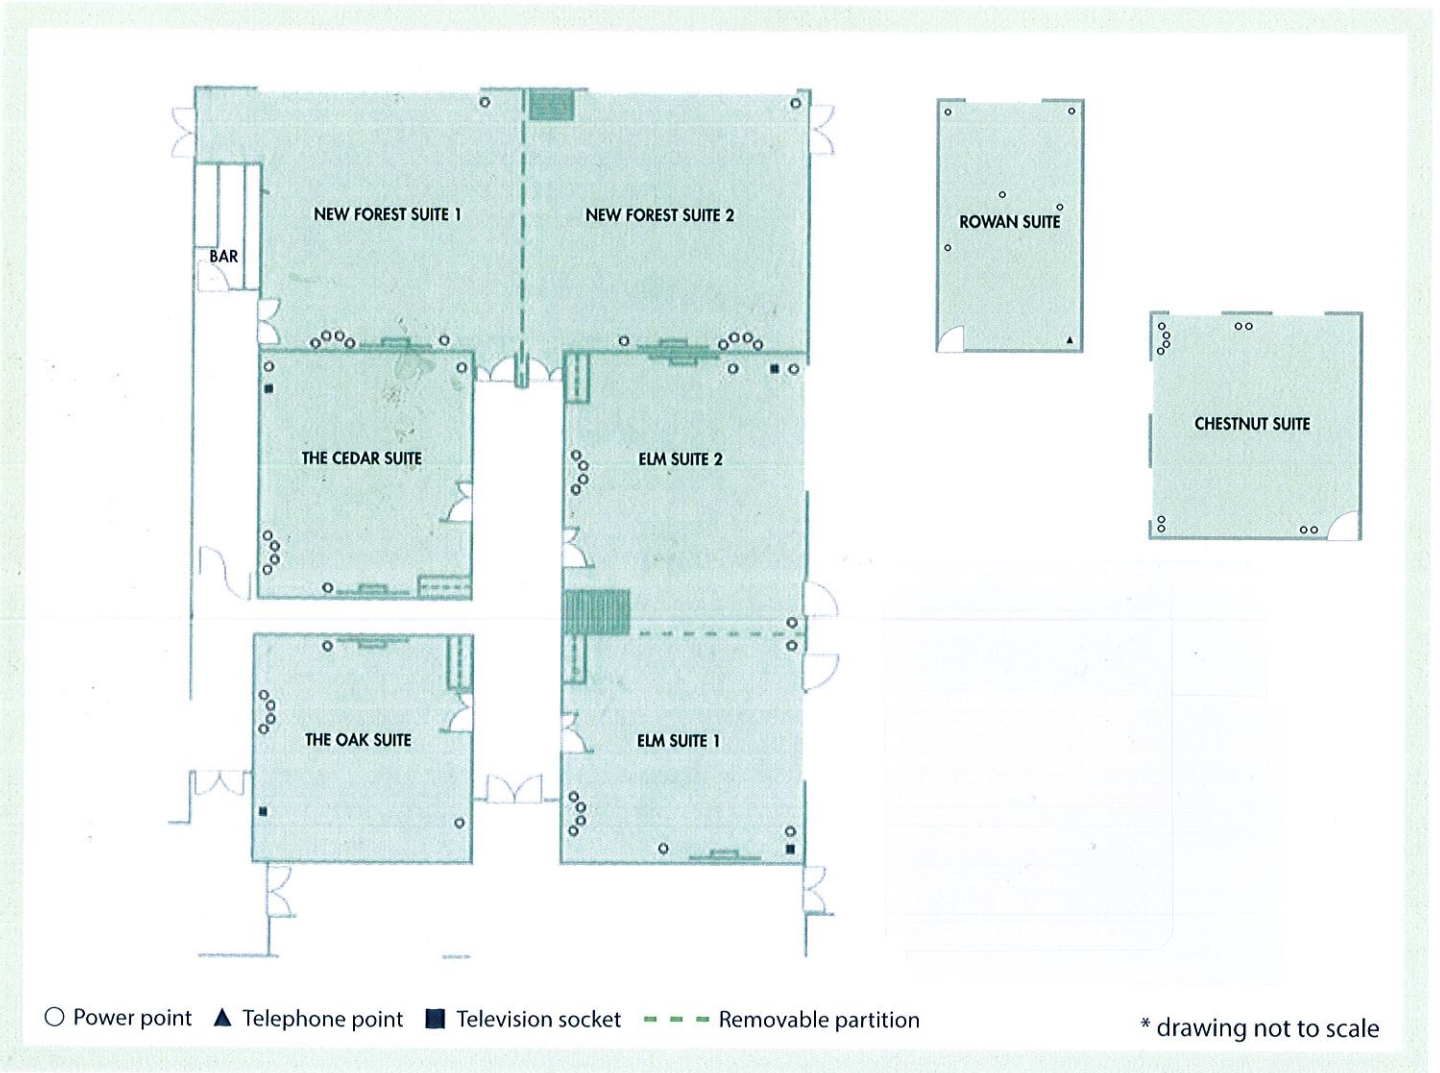 NEW FOREST SUITE 1
NEW FOREST SUITE 2
ROWAN SUITE
BAR
CHESTNUT SUITE
THE CEDAR SUITE
ELM SUITE 2
THE OAK SUITE
ELM SUITE 1
Power point
Telephone point
Television socket
Removable partition
* drawing not to scale